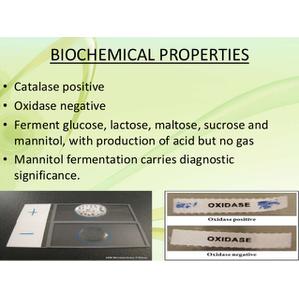 BIOCHEMICAL PROPERTIES
• Catalase positive
• Oxidase negative
• Ferment glucose, lactose, maltose, sucrose and
mannitol, with production of acid but no gas
• Mannitol fermentation carries diagnostic
significance.
+
−
OXIDASE
Oxidase positive
OXIDASE
Oxidase negative